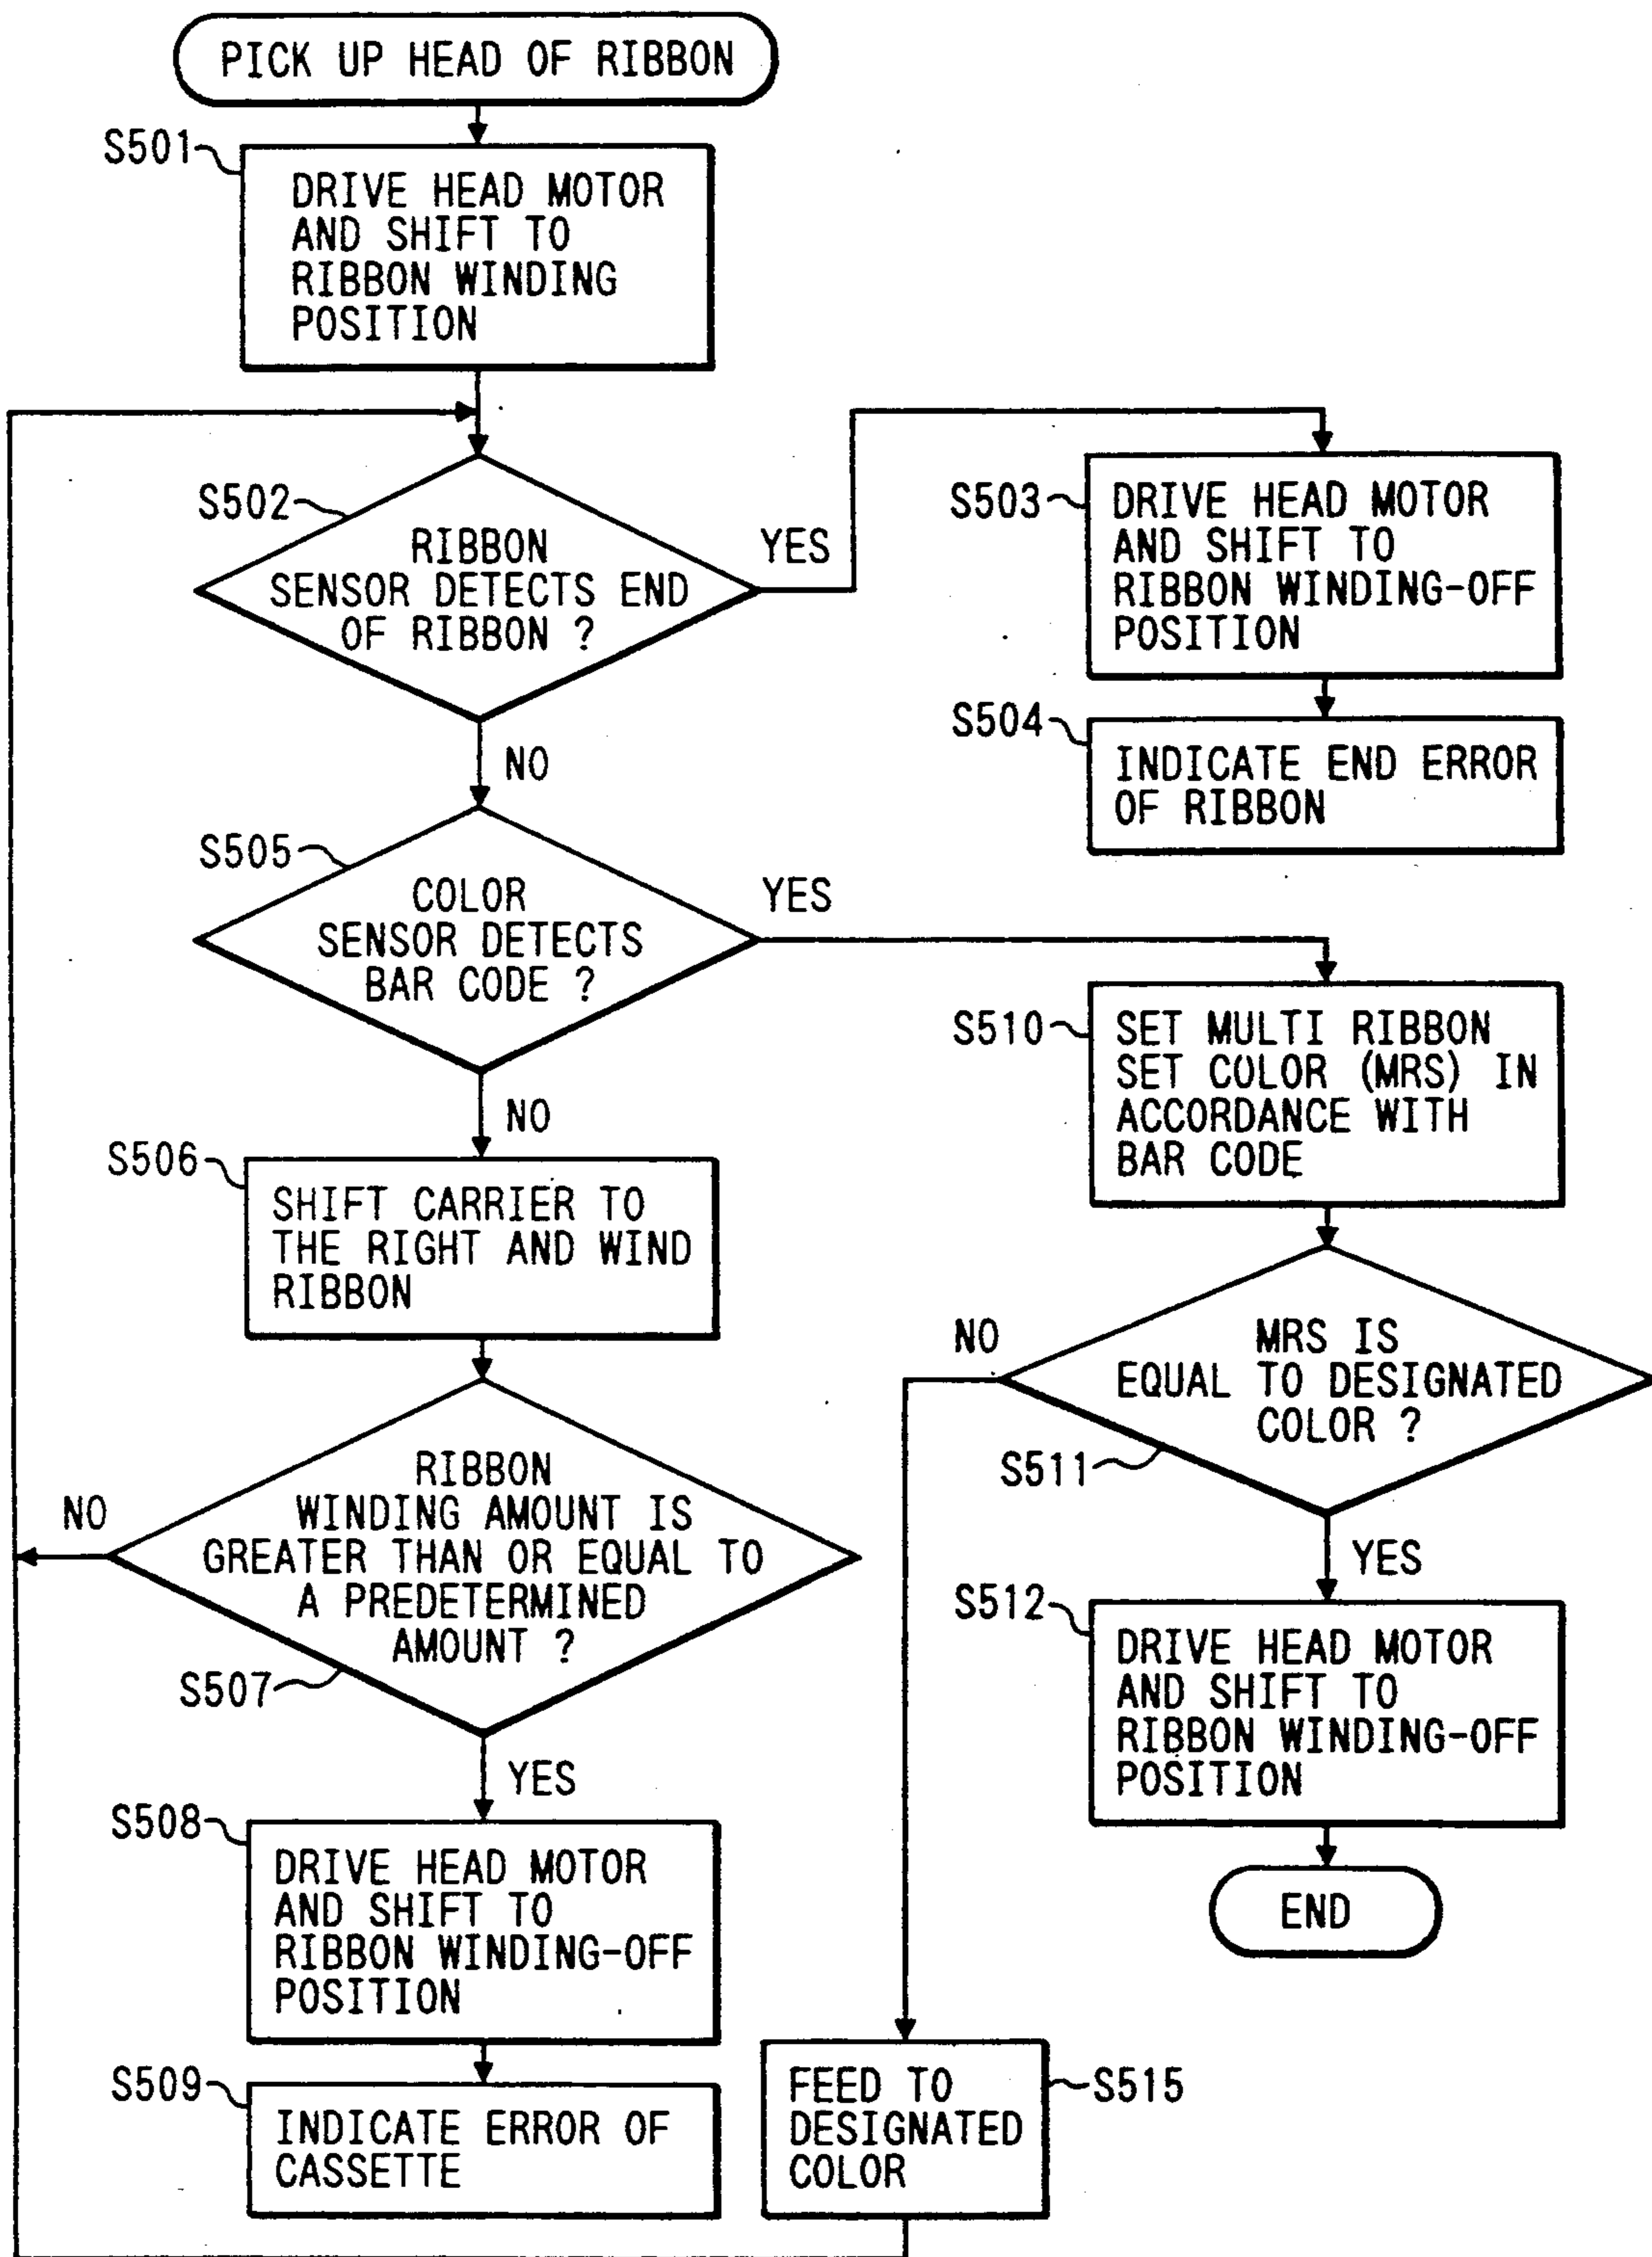 PICK UP HEAD OF RIBBON
S501
DRIVE HEAD MOTOR
AND SHIFT TO
RIBBON WINDING
POSITION
S502
RIBBON
SENSOR DETECTS END
OF RIBBON ?
YES
NO
S503
DRIVE HEAD MOTOR
AND SHIFT TO
RIBBON WINDING-OFF
POSITION
S504
INDICATE END ERROR
OF RIBBON
S505
COLOR
SENSOR DETECTS
BAR CODE ?
YES
NO
S506
SHIFT CARRIER TO
THE RIGHT AND WIND
RIBBON
RIBBON
WINDING AMOUNT IS
GREATER THAN OR EQUAL TO
A PREDETERMINED
AMOUNT ?
NO
S507
YES
S508
DRIVE HEAD MOTOR
AND SHIFT TO
RIBBON WINDING-OFF
POSITION
S509
INDICATE ERROR OF
CASSETTE
S510
SET MULTI RIBBON
SET COLOR (MRS) IN
ACCORDANCE WITH
BAR CODE
NO
MRS IS
EQUAL TO DESIGNATED
COLOR ?
S511
YES
S512
DRIVE HEAD MOTOR
AND SHIFT TO
RIBBON WINDING-OFF
POSITION
END
FEED TO
DESIGNATED
COLOR
S515